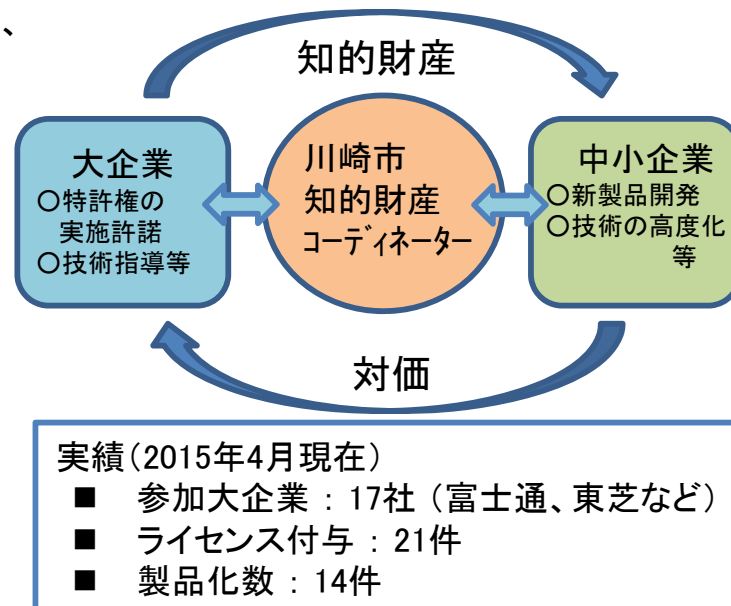 、
知的財産
大企業
○特許権の
実施許諾
○技術指導等
川崎市
知的財産
コーディネーター
中小企業
○新製品開発
○技術の高度化
等
対価
実績(2015年4月現在)
■ 参加大企業 : 17社 (富士通、東芝など)
■ ライセンス付与 : 21件
■ 製品化数 : 14件